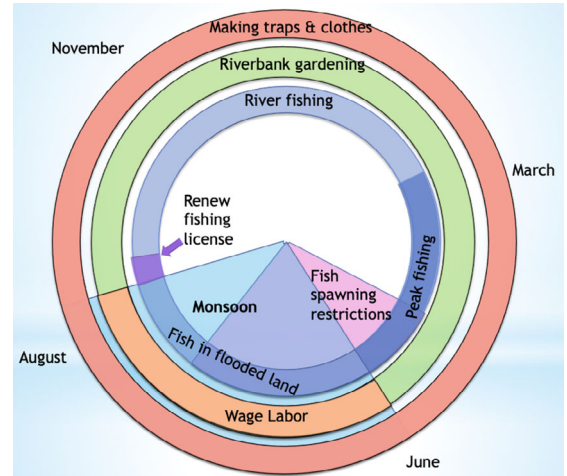 Making traps & clothes
November
Riverbank gardening
River fishing
March
Renew
fishing
license
Peak fishing
Fish
spawning
restrictions
Monsoon
Fish in flooded land
August
Wage Labor
June